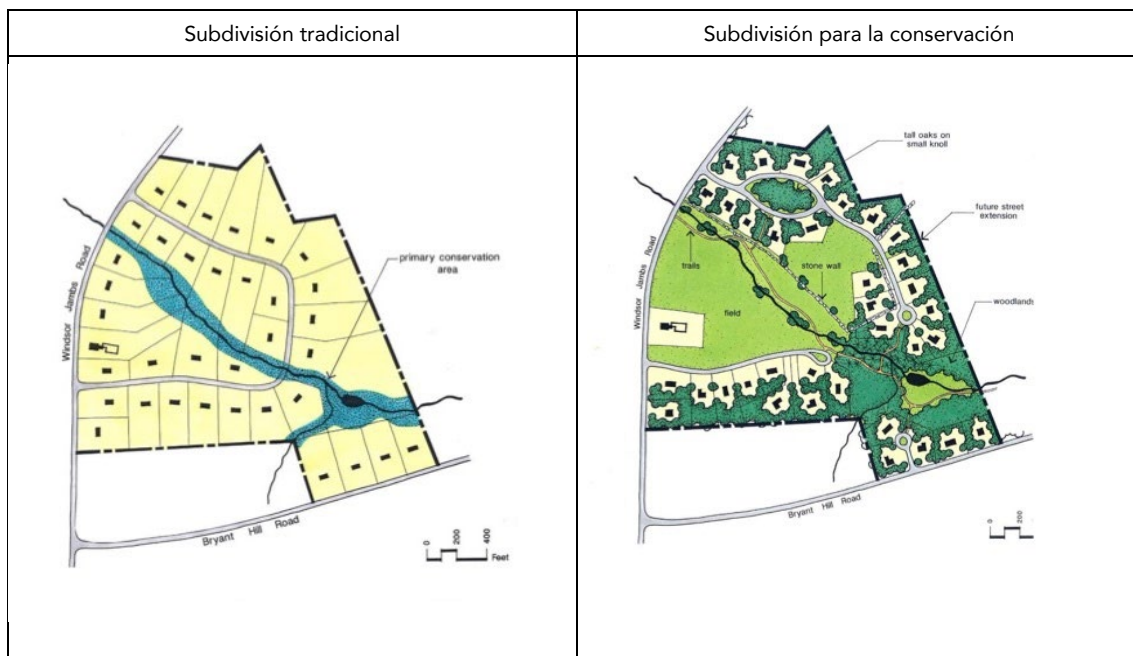 Subdivisión tradicional
Subdivisión para la conservación
primary conservation
area
Windsor Jambs Road
Bryant Hill Road
0 200 400
Feet
tall oaks on
small knoll
future street
extension
trails
stone wall
woodlands
field
Windsor Jambs Road
Bryant Hill Road
0 200